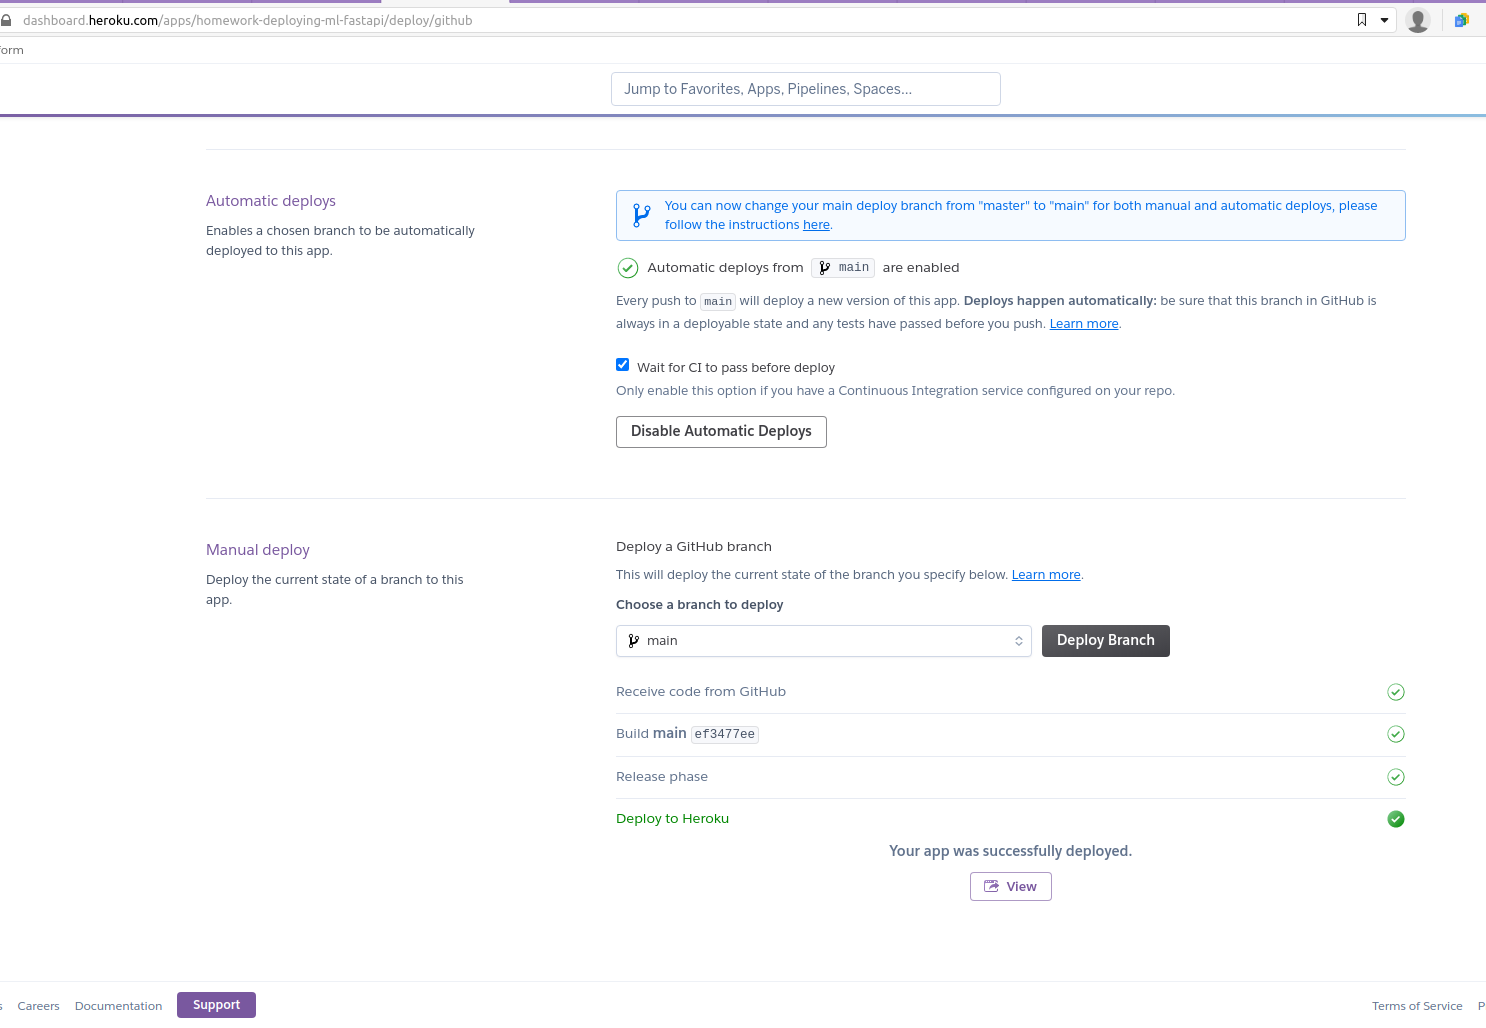 dashboard.heroku.com/apps/homework-deploying-ml-fastapi/deploy/github
form
Jump to Favorites, Apps, Pipelines, Spaces...
Automatic deploys
Enables a chosen branch to be automatically
deployed to this app.
You can now change your main deploy branch from "master" to "main" for both manual and automatic deploys, please
follow the instructions here.
Automatic deploys from main are enabled
Every push to main will deploy a new version of this app. Deploys happen automatically: be sure that this branch in GitHub is
always in a deployable state and any tests have passed before you push. Learn more.
Wait for CI to pass before deploy
Only enable this option if you have a Continuous Integration service configured on your repo.
Disable Automatic Deploys
Manual deploy
Deploy the current state of a branch to this
app.
Deploy a GitHub branch
This will deploy the current state of the branch you specify below. Learn more.
Choose a branch to deploy
main
Deploy Branch
Receive code from GitHub
Build main ef3477ee
Release phase
Deploy to Heroku
Your app was successfully deployed.
View
s Careers Documentation Support Terms of Service P